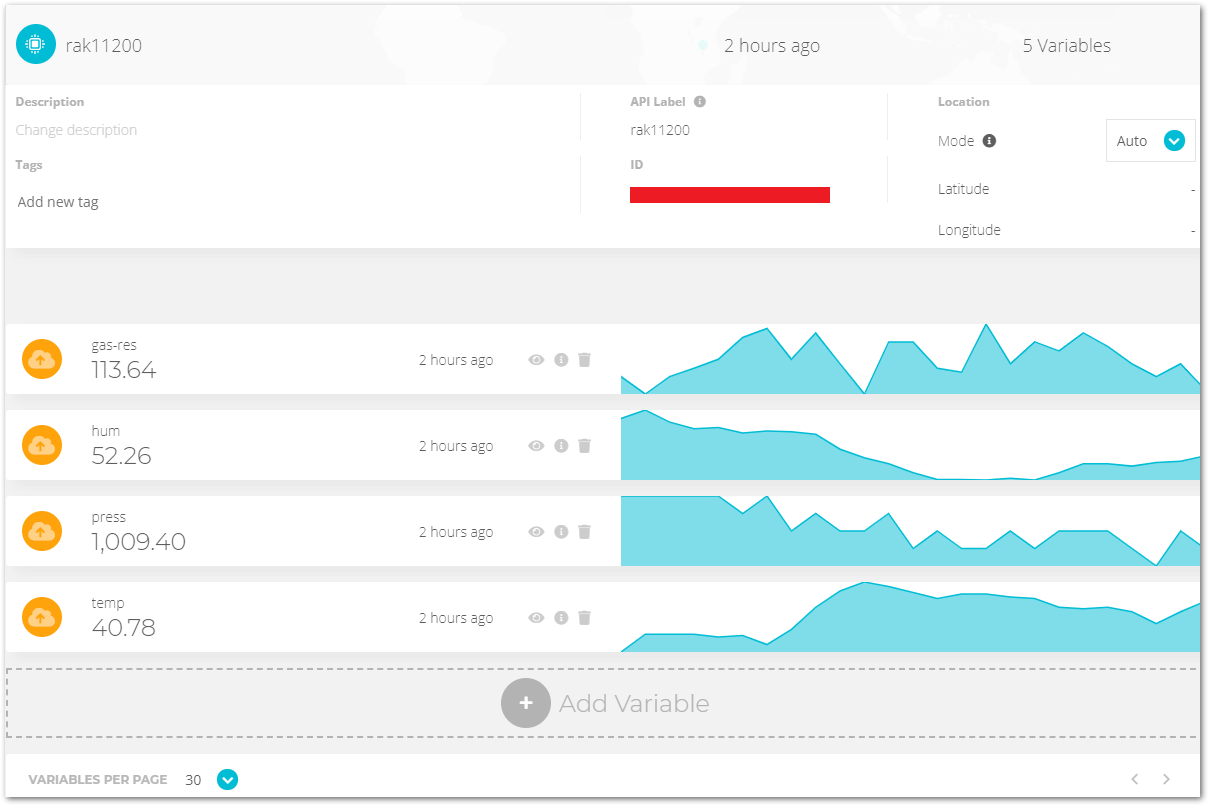 rak11200
2 hours ago
5 Variables
Description
Change description
Tags
Add new tag
API Label
rak11200
ID
Location
Mode
Auto
Latitude
-
Longitude
-
gas-res
113.64
2 hours ago
hum
52.26
2 hours ago
press
1,009.40
2 hours ago
temp
40.78
2 hours ago
Add Variable
VARIABLES PER PAGE 30